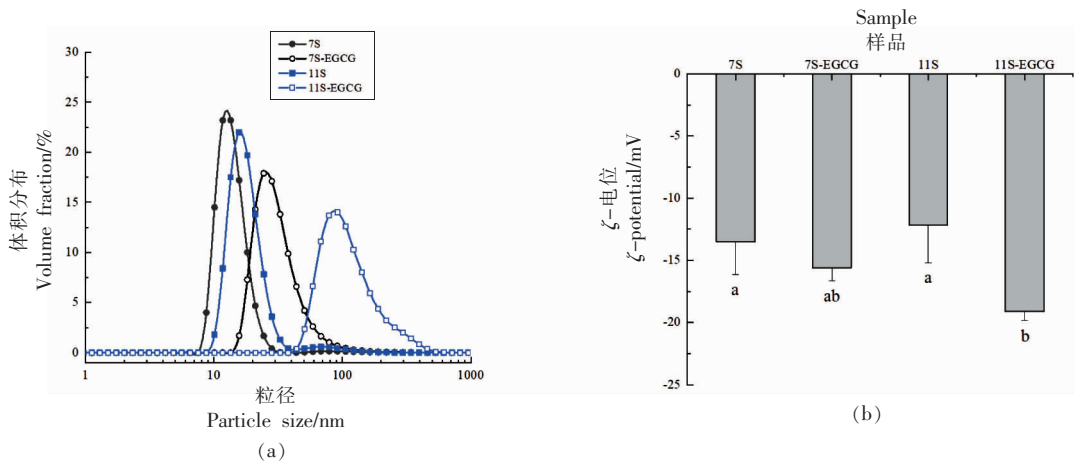 7S
7S-EGCG
11S
11S-EGCG
30
25
20
15
10
5
0
体积分布
Volume fraction/%
1
10
100
1000
粒径
Particle size/nm
(a)
Sample
样品
7S
7S-EGCG
11S
11S-EGCG
0
-5
-10
-15
-20
-25
ζ-电位
ζ-potential/mV
a
ab
a
b
(b)